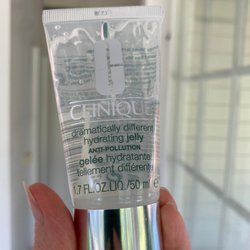 CLINIQUE
dramatically different
hydrating jelly
ANTI-POLLUTION
gelée hydratante
tellement différente
1.7 FL.OZ.LIQ./50 ml e